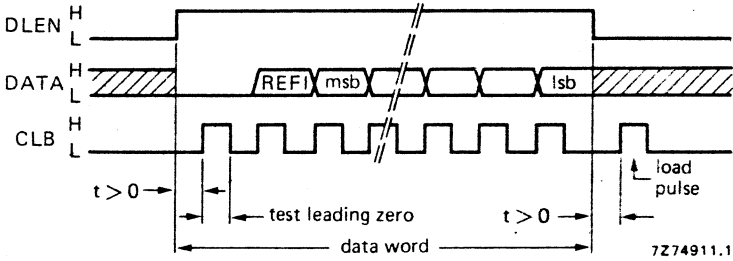 DLEN H
L
DATA H
L
REFI msb lsb
CLB H
L
t > 0
load pulse
test leading zero
t > 0
data word
7Z74911.1